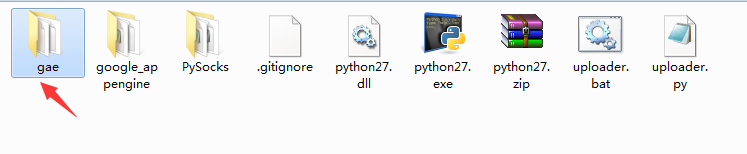 gae
google_ap
pengine
PySocks
.gitignore
python27.
dll
python27.
exe
python27.
zip
uploader.
bat
uploader.
py